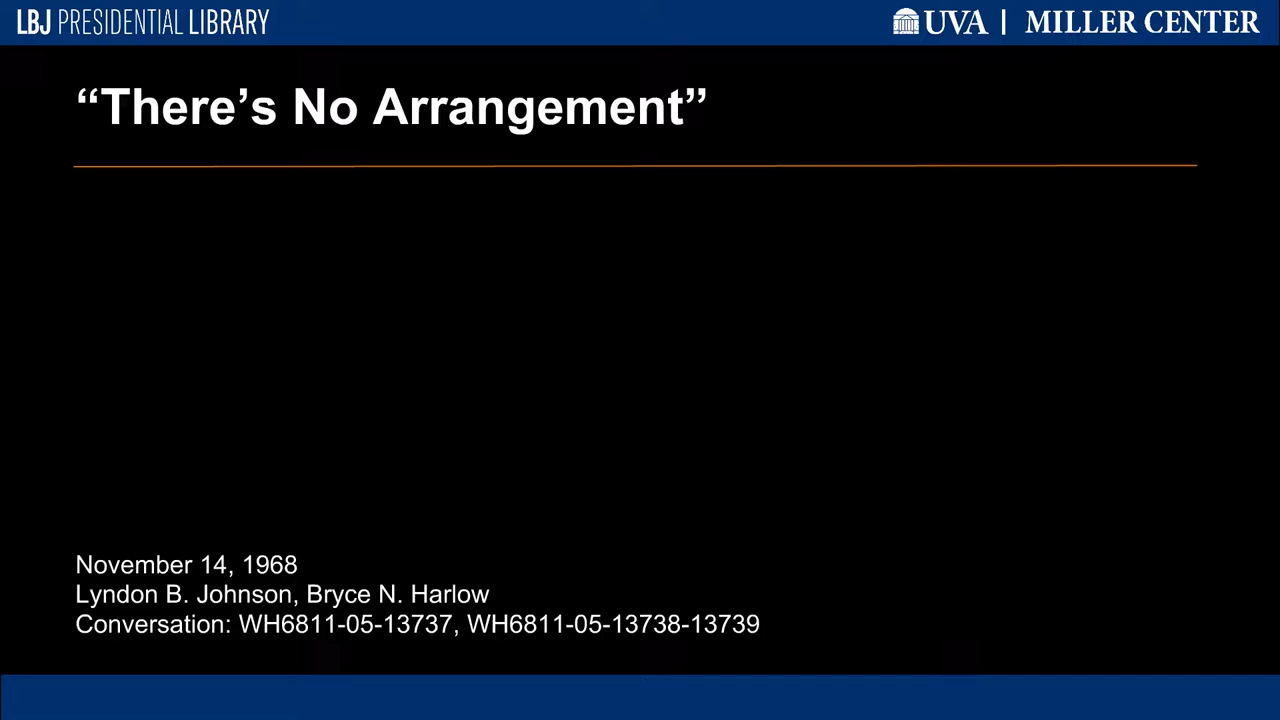 LBJ PRESIDENTIAL LIBRARY
UVA | MILLER CENTER
“There’s No Arrangement”
November 14, 1968
Lyndon B. Johnson, Bryce N. Harlow
Conversation: WH6811-05-13737, WH6811-05-13738-13739